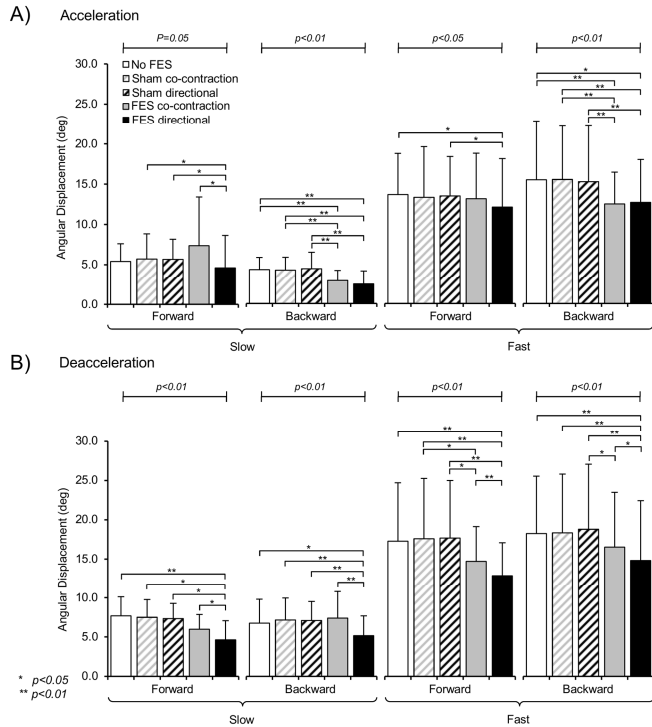 A) Acceleration
P=0.05 p<0.01 p<0.05 p<0.01
30.0
25.0
20.0
15.0
10.0
5.0
0.0
Angular Displacement (deg)
No FES
Sham co-contraction
Sham directional
FES co-contraction
FES directional
* * * ** ** ** ** ** ** * * * ** ** ** ** **
Forward Backward Forward Backward
Slow Fast
B) Deacceleration
p<0.01 p<0.01 p<0.01 p<0.01
30.0
25.0
20.0
15.0
10.0
5.0
0.0
Angular Displacement (deg)
** * * * * ** ** ** ** ** * ** * ** ** ** ** * *
Forward Backward Forward Backward
Slow Fast
* p<0.05
** p<0.01